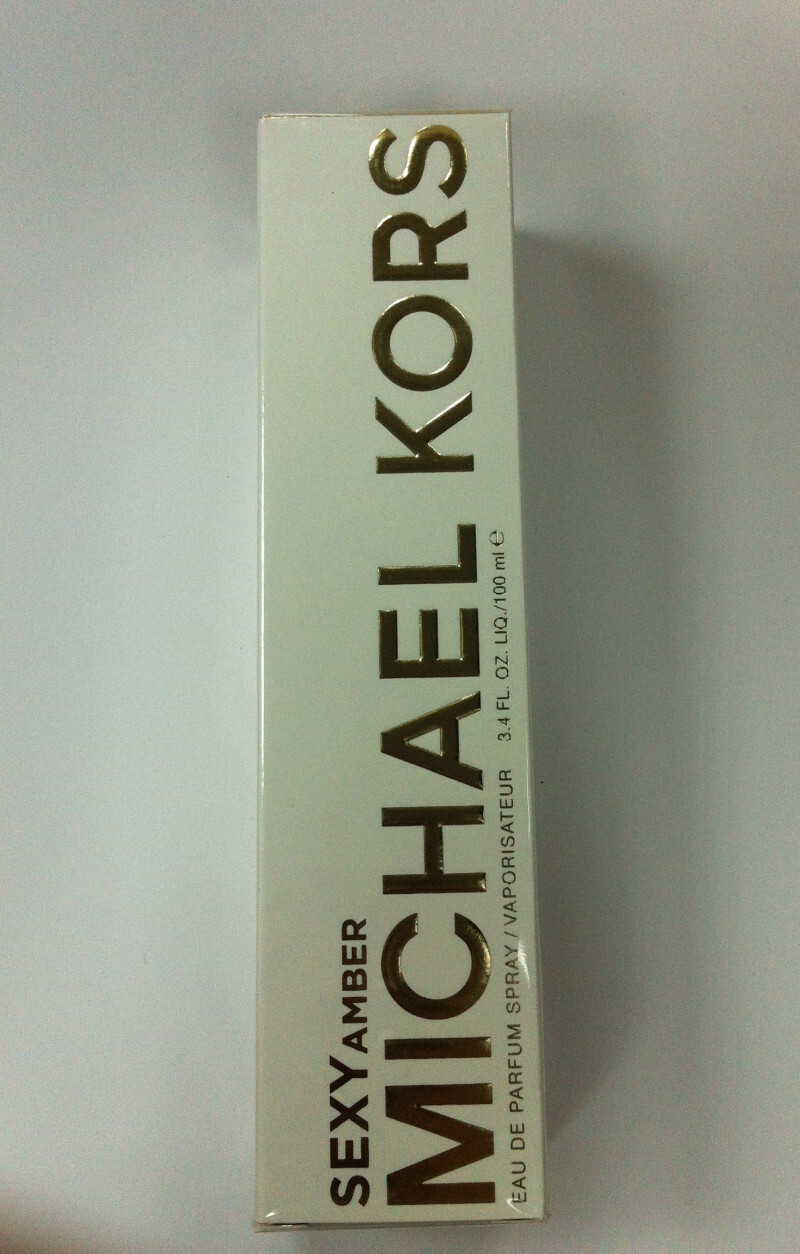 SEXY AMBER
MICHAEL KORS
EAU DE PARFUM SPRAY / VAPORISATEUR 3.4 FL. OZ. LIQ./100 ml ℮